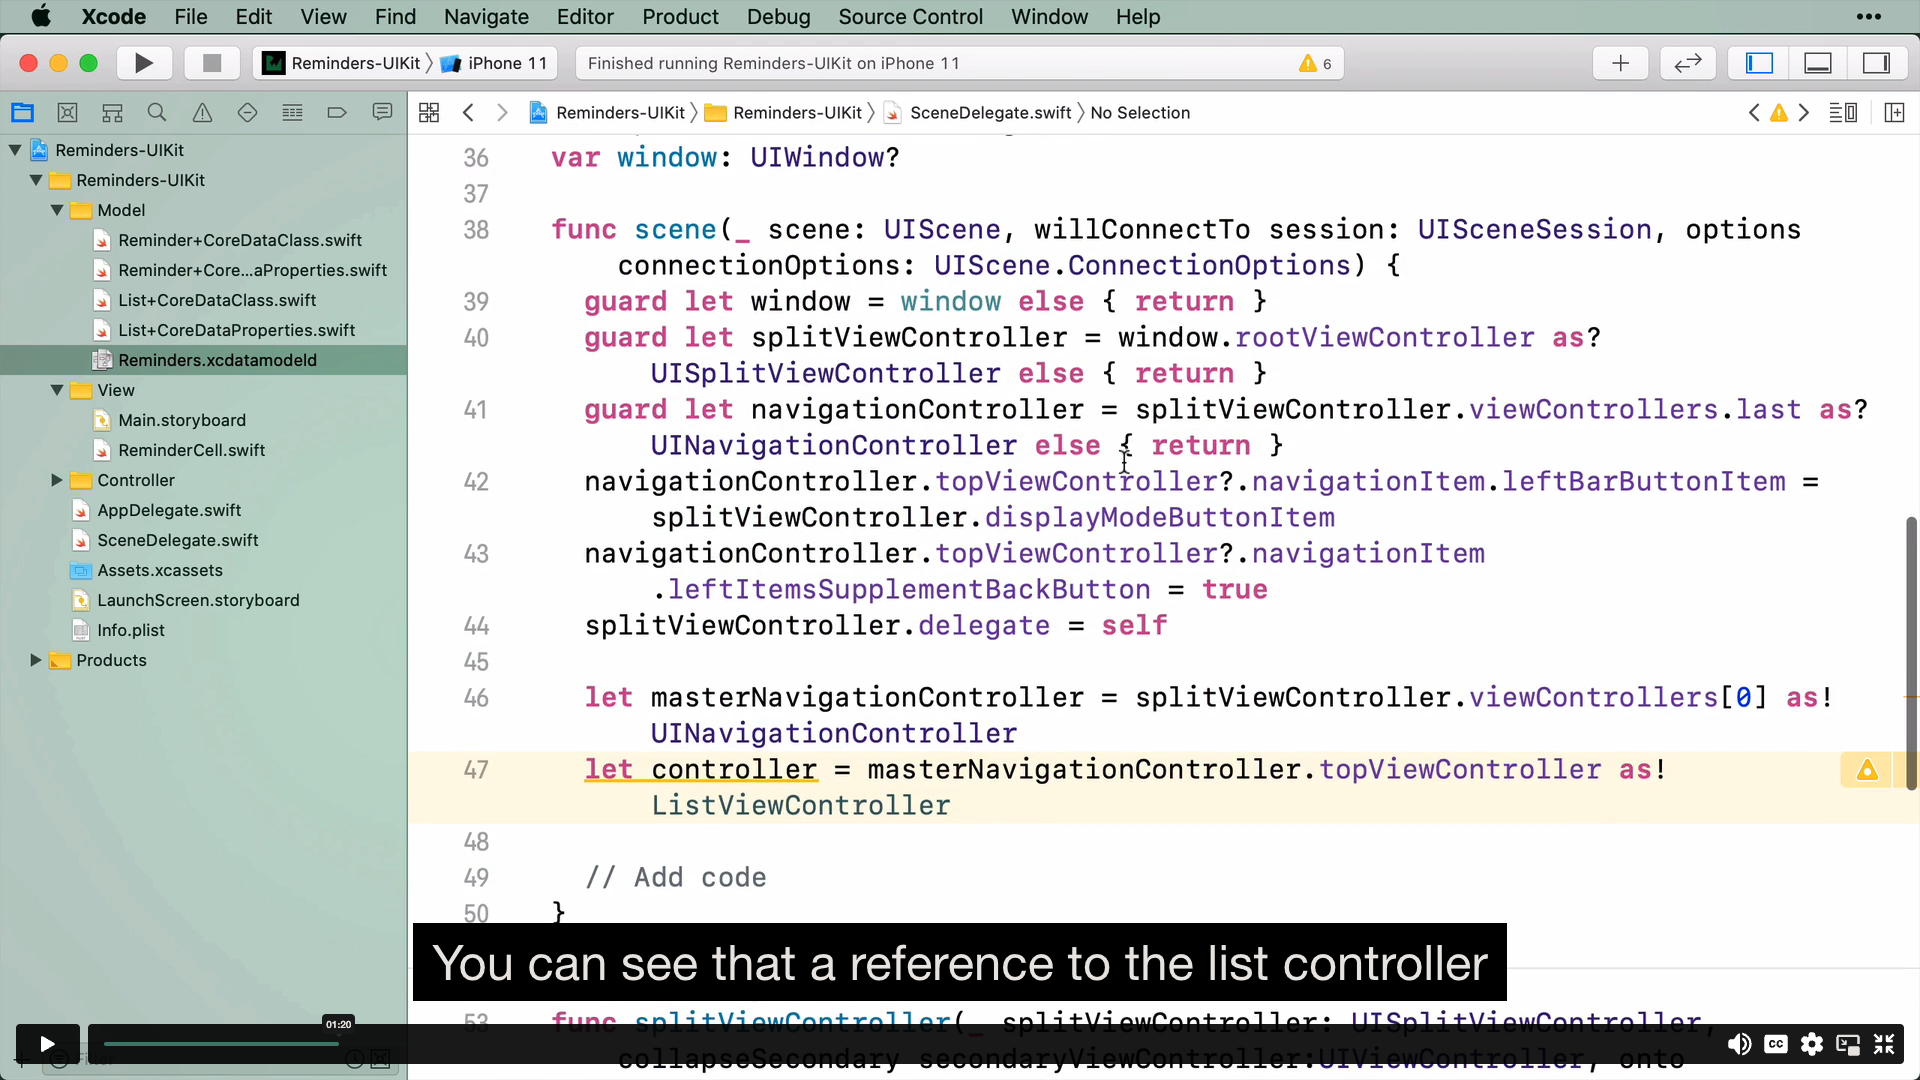 Xcode File Edit View Find Navigate Editor Product Debug Source Control Window Help
Reminders-UIKit iPhone 11
Finished running Reminders-UIKit on iPhone 11
6
Reminders-UIKit Reminders-UIKit SceneDelegate.swift No Selection
Reminders-UIKit
Reminders-UIKit
Model
Reminder+CoreDataClass.swift
Reminder+Core...aProperties.swift
List+CoreDataClass.swift
List+CoreDataProperties.swift
Reminders.xcdatamodeld
View
Main.storyboard
ReminderCell.swift
Controller
AppDelegate.swift
SceneDelegate.swift
Assets.xcassets
LaunchScreen.storyboard
Info.plist
Products
36 var window: UIWindow?
37
38 func scene(_ scene: UIScene, willConnectTo session: UISceneSession, options
connectionOptions: UIScene.ConnectionOptions) {
39 guard let window = window else { return }
40 guard let splitViewController = window.rootViewController as?
UISplitViewController else { return }
41 guard let navigationController = splitViewController.viewControllers.last as?
UINavigationController else { return }
42 navigationController.topViewController?.navigationItem.leftBarButtonItem =
splitViewController.displayModeButtonItem
43 navigationController.topViewController?.navigationItem
.leftItemsSupplementBackButton = true
44 splitViewController.delegate = self
45
46 let masterNavigationController = splitViewController.viewControllers[0] as!
UINavigationController
47 let controller = masterNavigationController.topViewController as!
ListViewController
48
49 // Add code
50 }
You can see that a reference to the list controller
53 func splitViewController(_ splitViewController: UISplitViewController,
collapseSecondary secondaryViewController:UIViewController, onto
01:20
Filter
CC